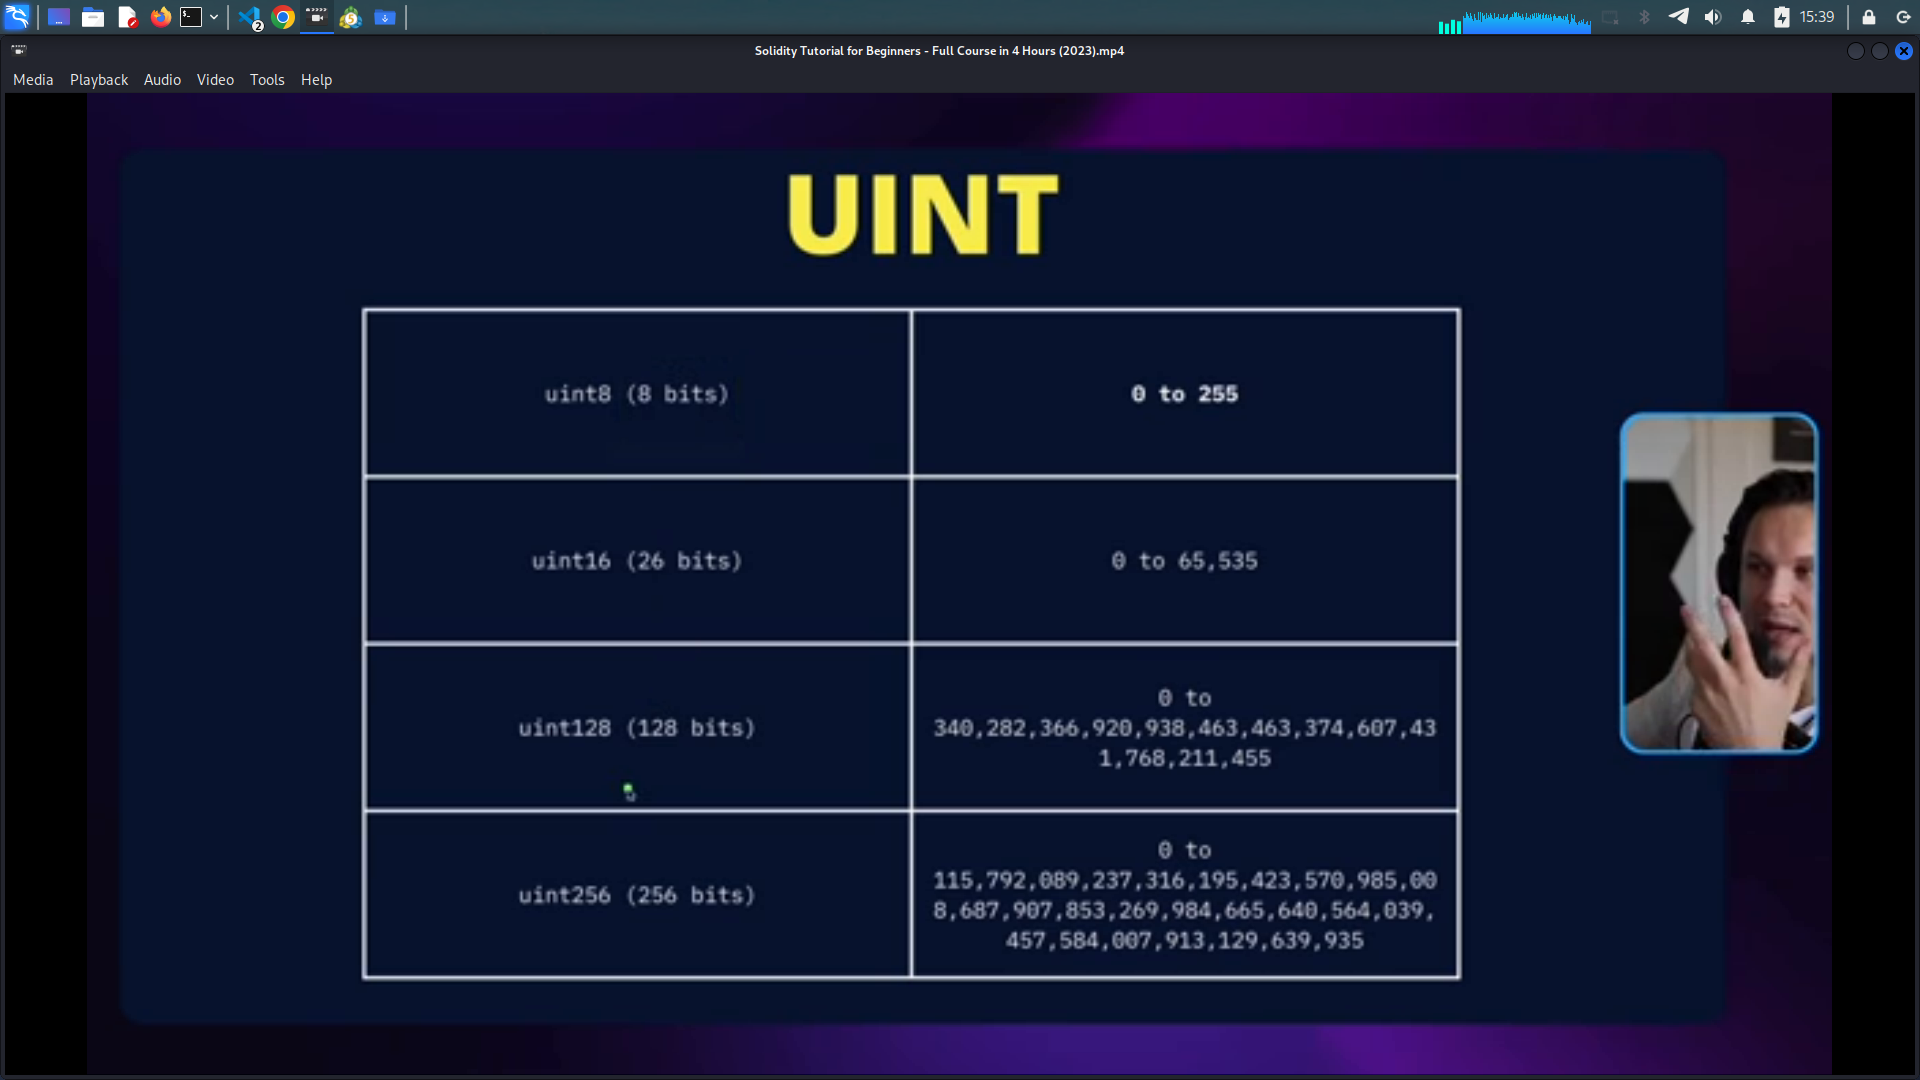 2
15:39
Solidity Tutorial for Beginners - Full Course in 4 Hours (2023).mp4
Media Playback Audio Video Tools Help
UINT
uint8 (8 bits)
0 to 255
uint16 (26 bits)
0 to 65,535
uint128 (128 bits)
0 to
340,282,366,920,938,463,463,374,607,43
1,768,211,455
uint256 (256 bits)
0 to
115,792,089,237,316,195,423,570,985,00
8,687,907,853,269,984,665,640,564,039,
457,584,007,913,129,639,935